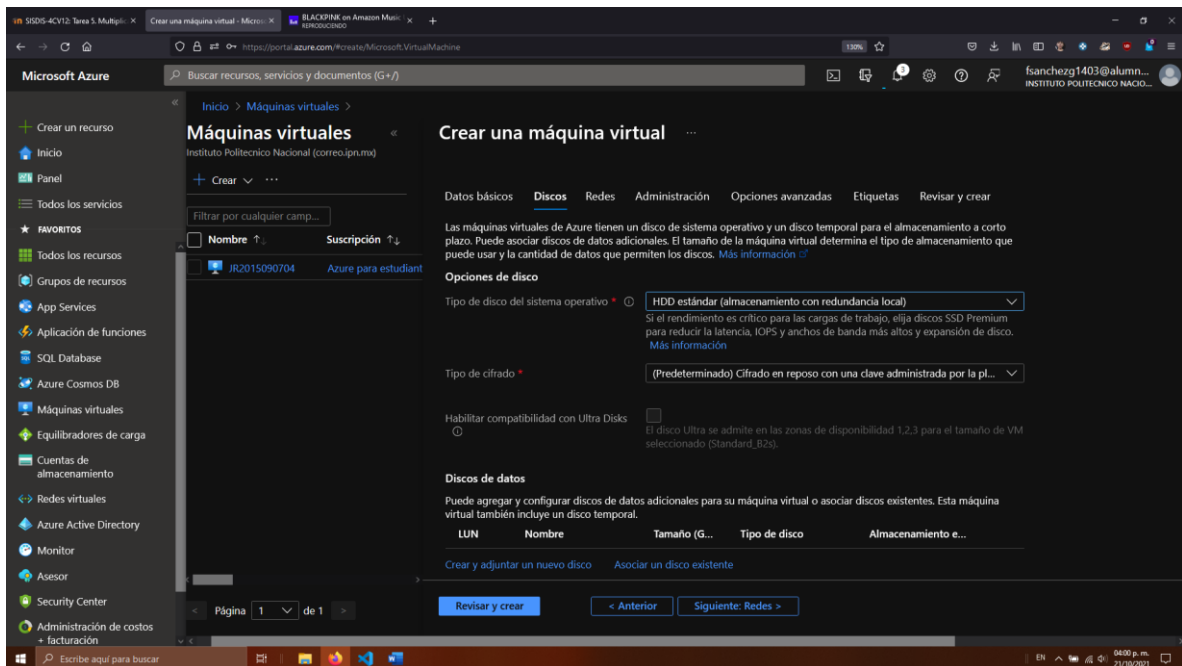 SISDIS-4CV12: Tarea 5. Multiplic
Crear una máquina virtual - Micros
BLACKPINK on Amazon Music
REPRODUCIENDO
https://portal.azure.com/#create/Microsoft.VirtualMachine
130%
Microsoft Azure
Buscar recursos, servicios y documentos (G+/)
3
fsanchezg1403@alumn...
INSTITUTO POLITECNICO NACIO...
Crear un recurso
Inicio
Panel
Todos los servicios
FAVORITOS
Todos los recursos
Grupos de recursos
App Services
Aplicación de funciones
SQL Database
Azure Cosmos DB
Máquinas virtuales
Equilibradores de carga
Cuentas de
almacenamiento
Redes virtuales
Azure Active Directory
Monitor
Asesor
Security Center
Administración de costos
+ facturación
Inicio > Máquinas virtuales >
Máquinas virtuales
Instituto Politecnico Nacional (correo.ipn.mx)
+ Crear ...
Filtrar por cualquier camp...
Nombre ↑↓ Suscripción ↑↓
JR2015090704 Azure para estudiant
< Página 1 de 1 >
Crear una máquina virtual ...
Datos básicos Discos Redes Administración Opciones avanzadas Etiquetas Revisar y crear
Las máquinas virtuales de Azure tienen un disco de sistema operativo y un disco temporal para el almacenamiento a corto
plazo. Puede asociar discos de datos adicionales. El tamaño de la máquina virtual determina el tipo de almacenamiento que
puede usar y la cantidad de datos que permiten los discos. Más información
Opciones de disco
Tipo de disco del sistema operativo * HDD estándar (almacenamiento con redundancia local)
Si el rendimiento es crítico para las cargas de trabajo, elija discos SSD Premium
para reducir la latencia, IOPS y anchos de banda más altos y expansión de disco.
Más información
Tipo de cifrado * (Predeterminado) Cifrado en reposo con una clave administrada por la pl...
Habilitar compatibilidad con Ultra Disks
El disco Ultra se admite en las zonas de disponibilidad 1,2,3 para el tamaño de VM
seleccionado (Standard_B2s).
Discos de datos
Puede agregar y configurar discos de datos adicionales para su máquina virtual o asociar discos existentes. Esta máquina
virtual también incluye un disco temporal.
LUN Nombre Tamaño (G... Tipo de disco Almacenamiento e...
Crear y adjuntar un nuevo disco Asociar un disco existente
Revisar y crear < Anterior Siguiente: Redes >
Escribe aquí para buscar
EN
04:00 p. m.
21/10/2021